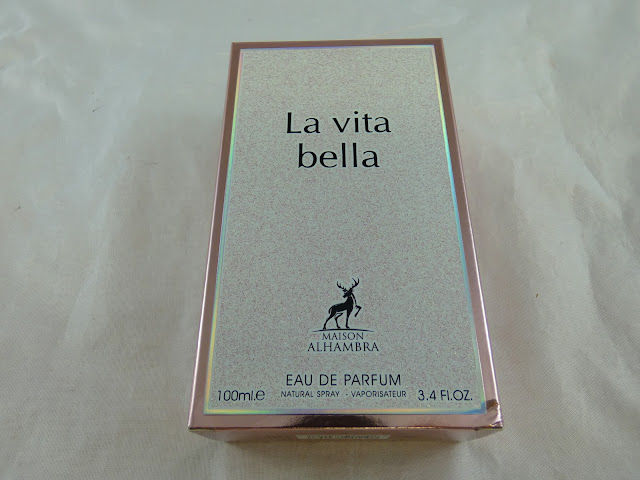 La vita
bella
MAISON
ALHAMBRA
EAU DE PARFUM
100ml.e NATURAL SPRAY - VAPORISATEUR 3.4 Fl.OZ.